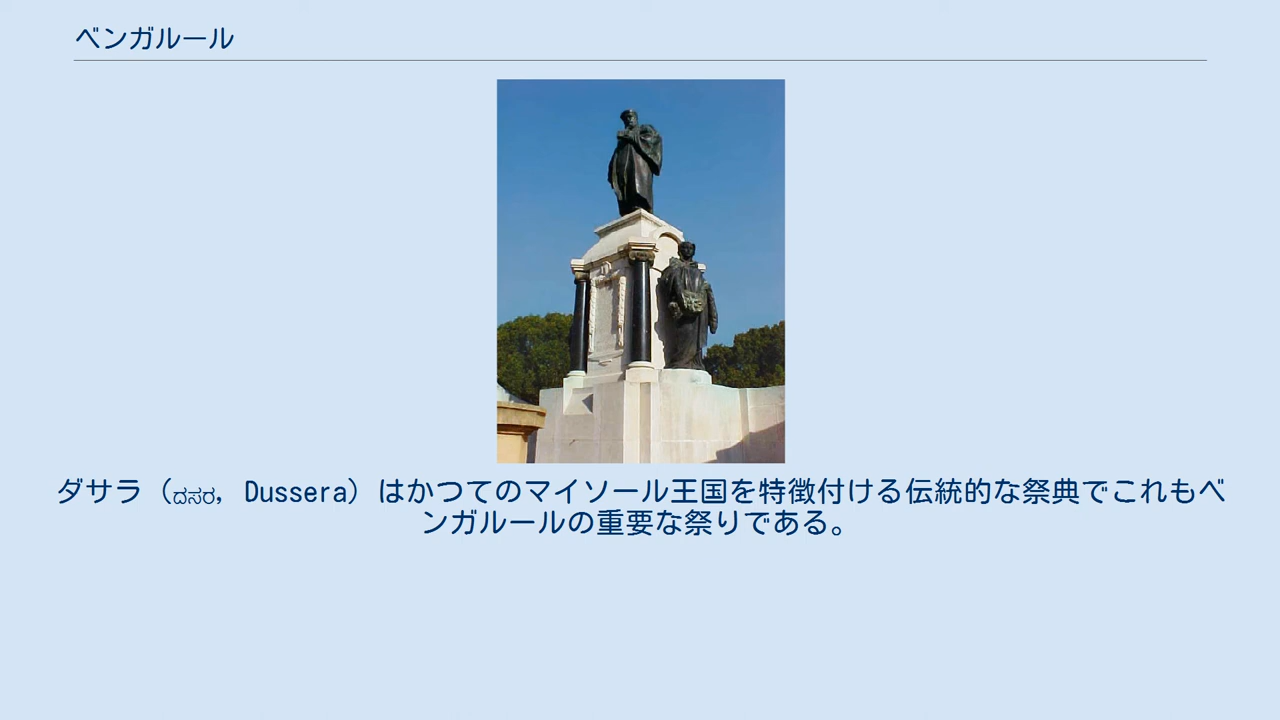 ベンガルール
ダサラ（ದಸರ, Dussera）はかつてのマイソール王国を特徴付ける伝統的な祭典でこれもベ
ンガルールの重要な祭りである。